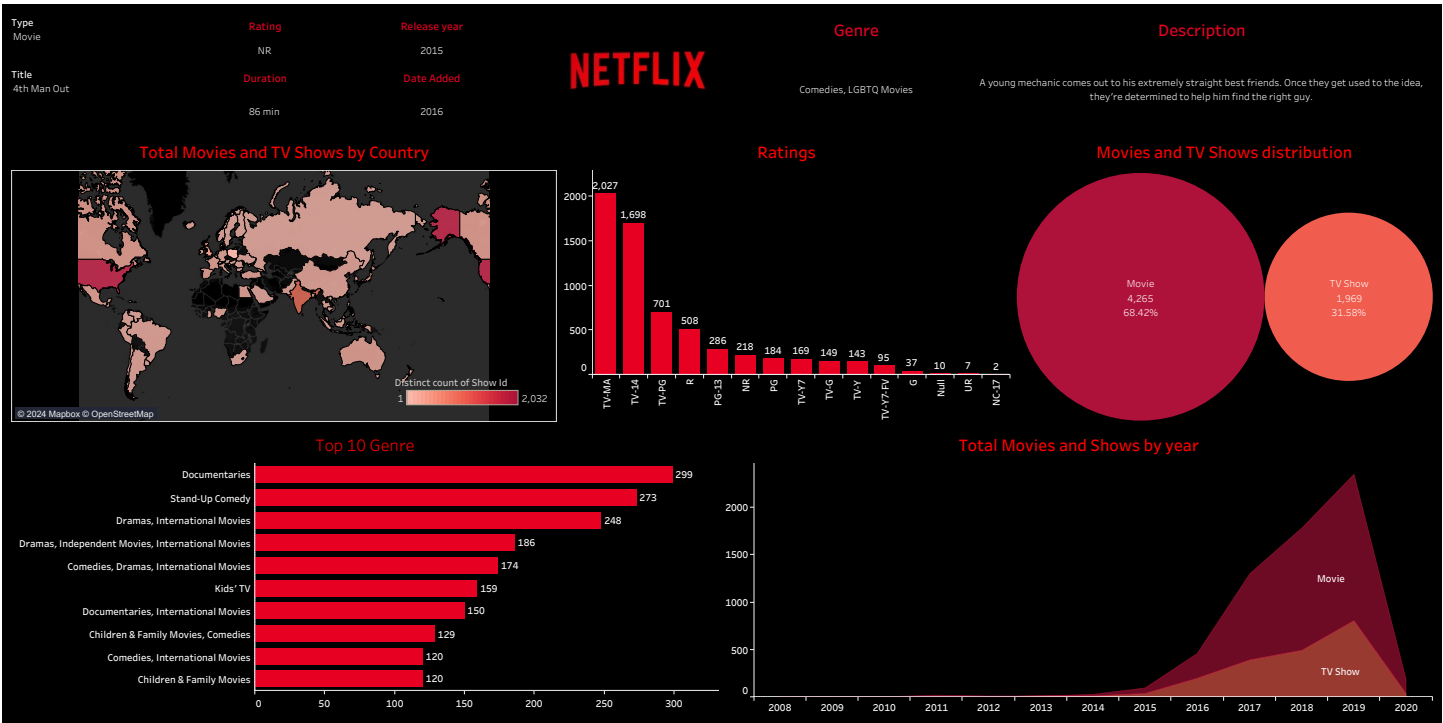 Type
Movie
Rating
Release year
NR
2015
Title
4th Man Out
Duration
Date Added
86 min
2016
NETFLIX
Genre
Comedies, LGBTQ Movies
Description
A young mechanic comes out to his extremely straight best friends. Once they get used to the idea,
they're determined to help him find the right guy.
Total Movies and TV Shows by Country
Distinct count of Show Id
1
2,032
© 2024 Mapbox © OpenStreetMap
Ratings
2000
1500
1000
500
0
2,027
1,698
701
508
286
218
184
169
149
143
95
37
10
7
2
TV-MA
TV-14
TV-PG
R
PG-13
NR
PG
TV-Y7
TV-G
TV-Y
TV-Y7-FV
G
Null
UR
NC-17
Movies and TV Shows distribution
Movie
4,265
68.42%
TV Show
1,969
31.58%
Top 10 Genre
Documentaries 299
Stand-Up Comedy 273
Dramas, International Movies 248
Dramas, Independent Movies, International Movies 186
Comedies, Dramas, International Movies 174
Kids' TV 159
Documentaries, International Movies 150
Children & Family Movies, Comedies 129
Comedies, International Movies 120
Children & Family Movies 120
0 50 100 150 200 250 300
Total Movies and Shows by year
2000
1500
1000
500
0
Movie
TV Show
2008 2009 2010 2011 2012 2013 2014 2015 2016 2017 2018 2019 2020